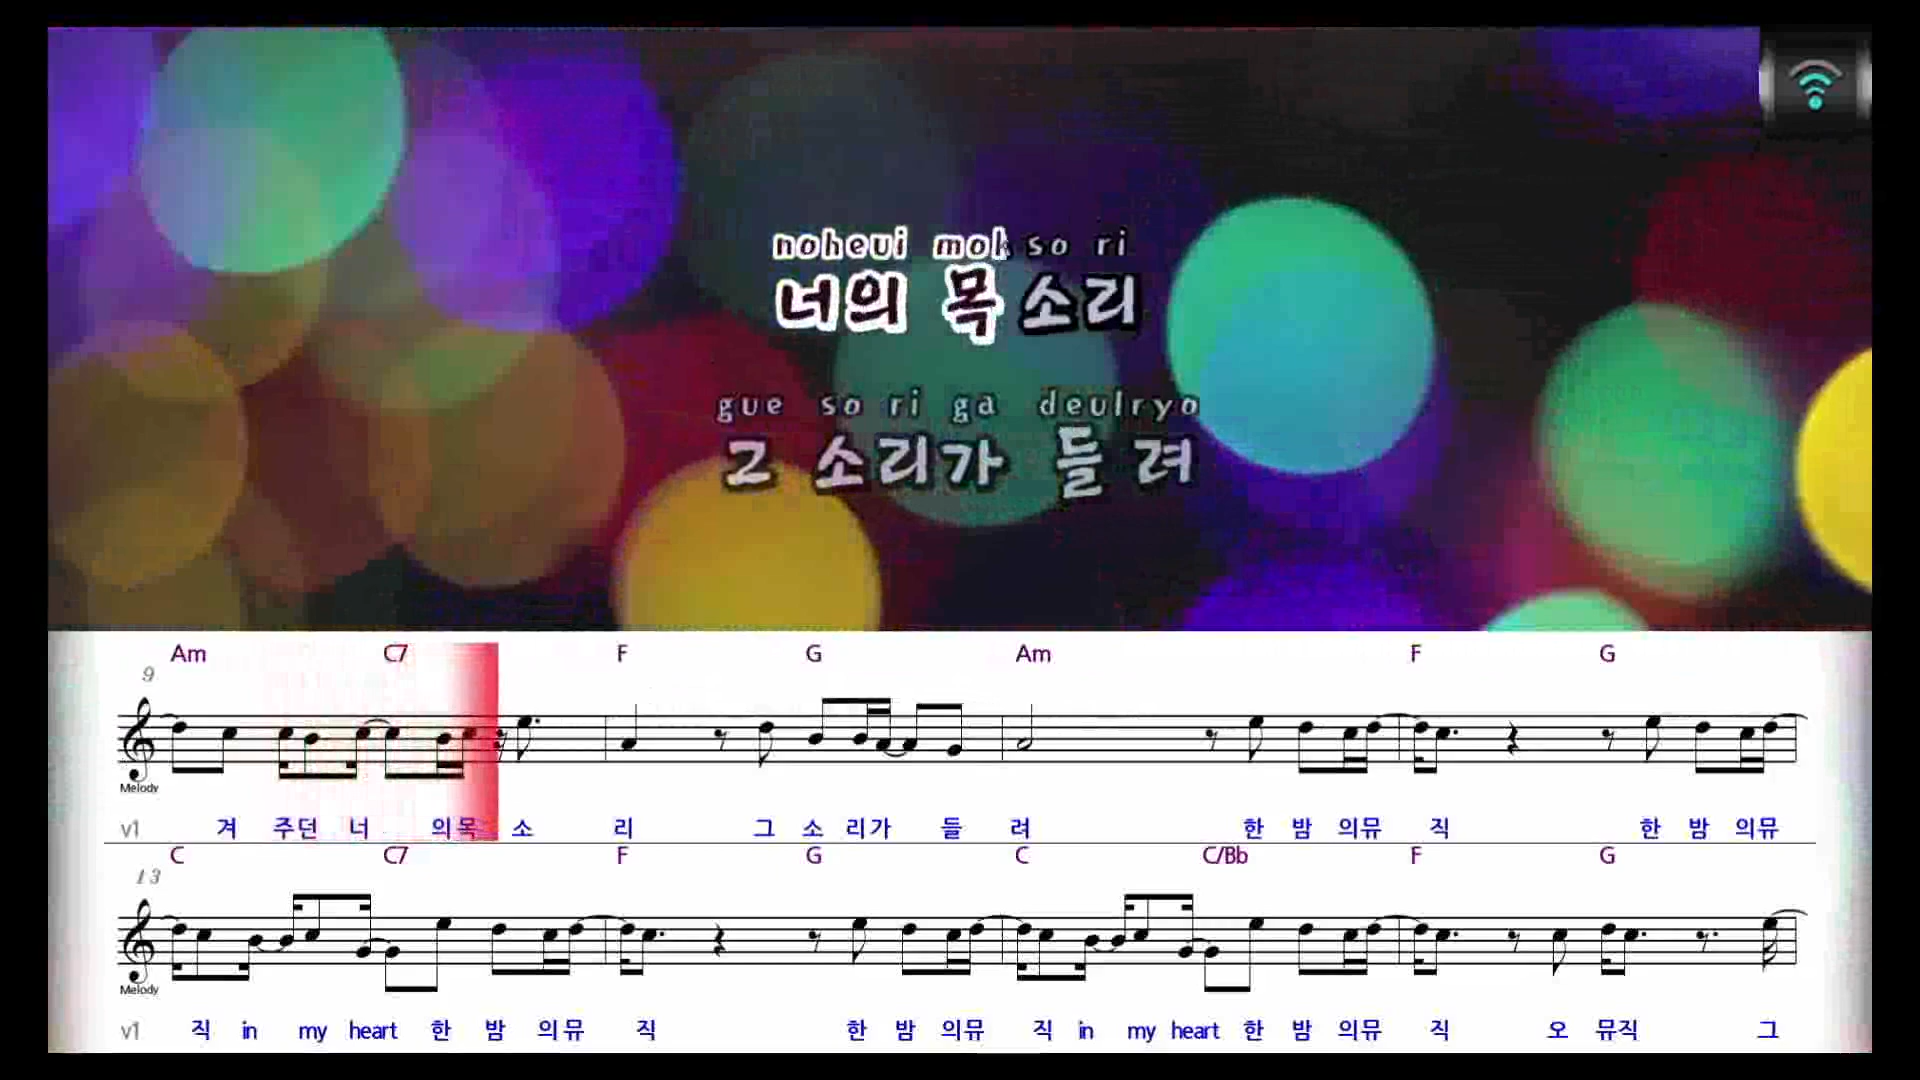 noheui mok so ri
너의 목 소리
gue so ri ga deulryo
그 소리가 들 려
Am C7 F G Am F G
9
Melody
v1 겨 주던 너 의목 소 리 그 소 리가 들 려 한 밤 의뮤 직 한 밤 의뮤
C C7 F G C C/Bb F G
13
Melody
v1 직 in my heart 한 밤 의뮤 직 한 밤 의뮤 직 in my heart 한 밤 의뮤 직 오 뮤직 그